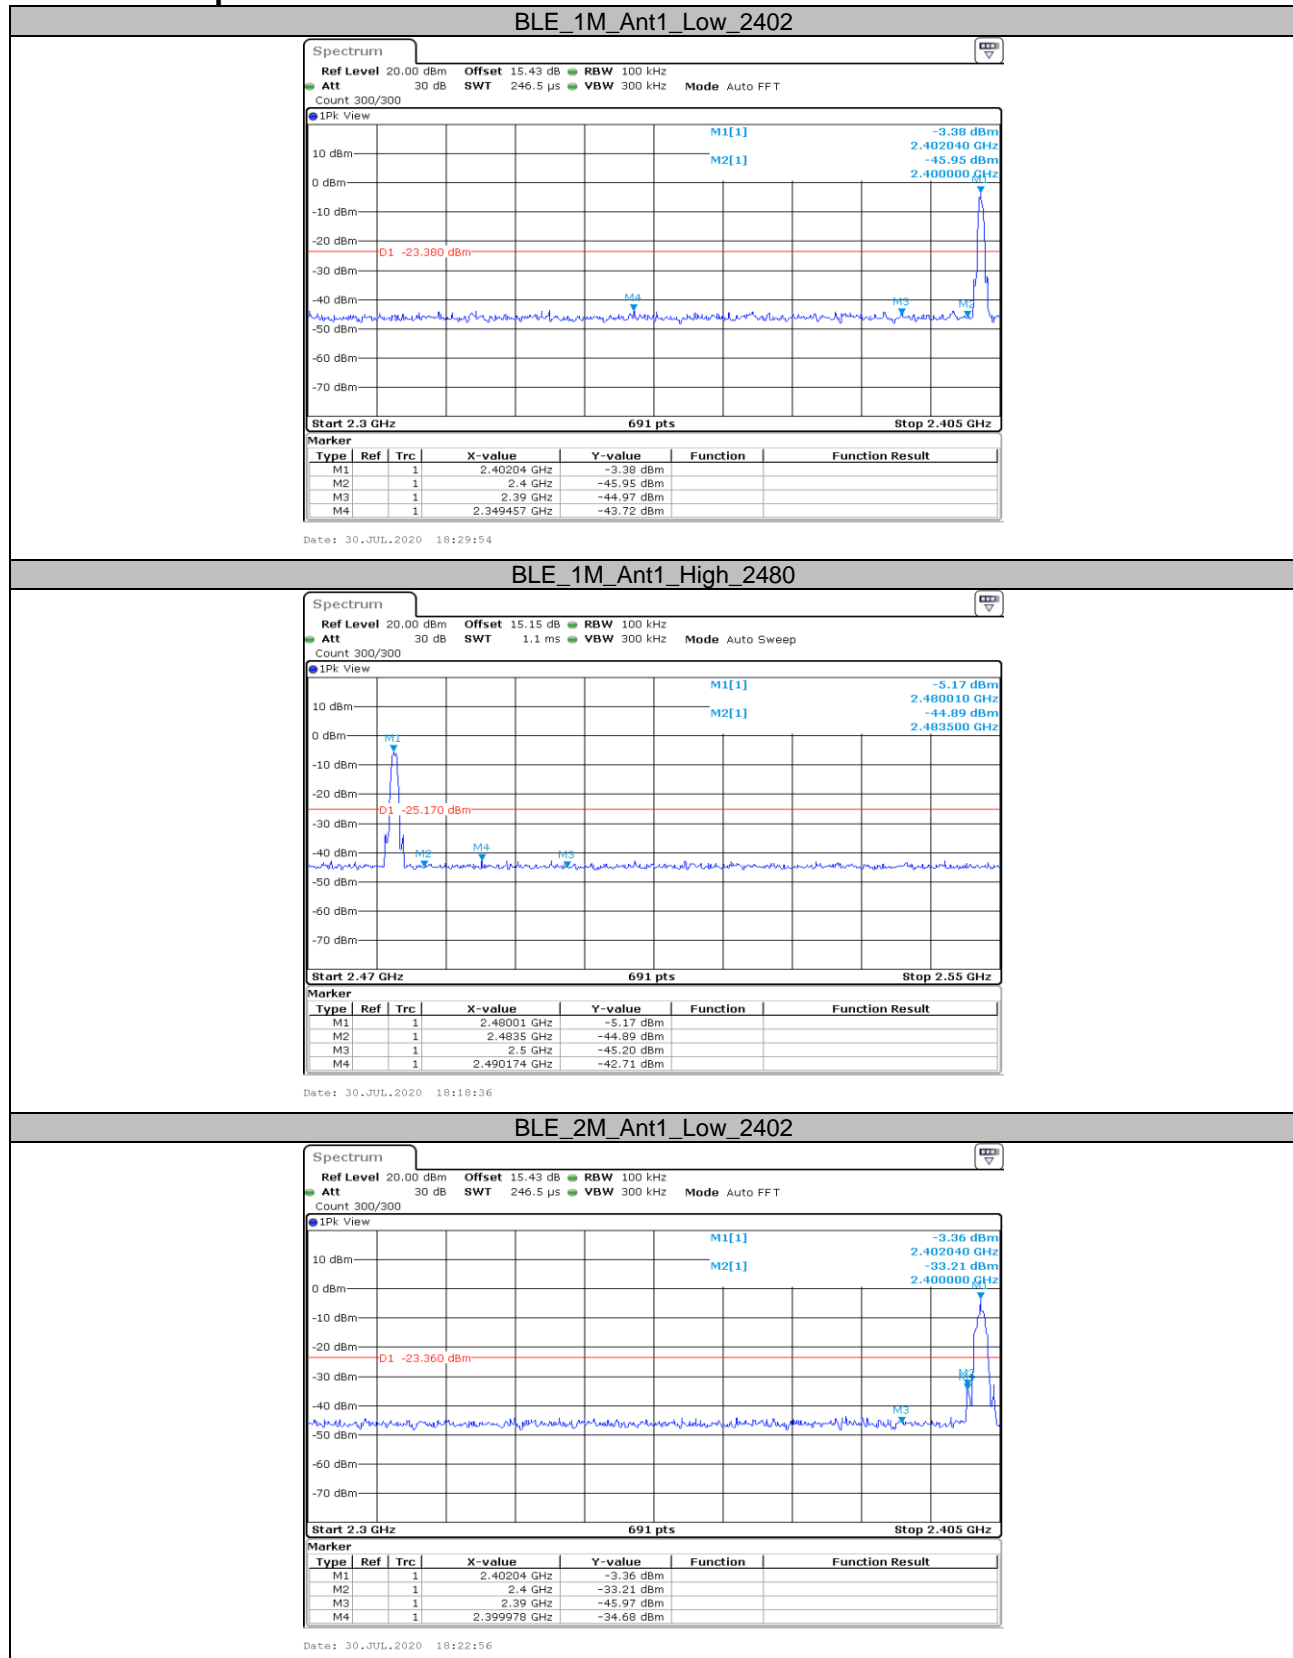 BLE_1M_Ant1_Low_2402
Spectrum
Ref Level 20.00 dBm Offset 15.43 dB RBW 100 kHz
Att 30 dB SWT 246.5 µs VBW 300 kHz Mode Auto FFT
Count 300/300
1Pk View
M1[1] -3.38 dBm
2.402040 GHz
10 dBm
M2[1] -45.95 dBm
2.400000 GHz
M1
0 dBm
-10 dBm
-20 dBm
D1 -23.380 dBm
-30 dBm
-40 dBm
M4
M3
M2
-50 dBm
-60 dBm
-70 dBm
Start 2.3 GHz 691 pts Stop 2.405 GHz
Marker
Type Ref Trc X-value Y-value Function Function Result
M1 1 2.40204 GHz -3.38 dBm
M2 1 2.4 GHz -45.95 dBm
M3 1 2.39 GHz -44.97 dBm
M4 1 2.349457 GHz -43.72 dBm
Date: 30.JUL.2020 18:29:54
BLE_1M_Ant1_High_2480
Spectrum
Ref Level 20.00 dBm Offset 15.15 dB RBW 100 kHz
Att 30 dB SWT 1.1 ms VBW 300 kHz Mode Auto Sweep
Count 300/300
1Pk View
M1[1] -5.17 dBm
2.480010 GHz
10 dBm
M2[1] -44.89 dBm
2.483500 GHz
0 dBm
M1
-10 dBm
-20 dBm
D1 -25.170 dBm
-30 dBm
-40 dBm
M2
M4
M3
-50 dBm
-60 dBm
-70 dBm
Start 2.47 GHz 691 pts Stop 2.55 GHz
Marker
Type Ref Trc X-value Y-value Function Function Result
M1 1 2.48001 GHz -5.17 dBm
M2 1 2.4835 GHz -44.89 dBm
M3 1 2.5 GHz -45.20 dBm
M4 1 2.490174 GHz -42.71 dBm
Date: 30.JUL.2020 18:18:36
BLE_2M_Ant1_Low_2402
Spectrum
Ref Level 20.00 dBm Offset 15.43 dB RBW 100 kHz
Att 30 dB SWT 246.5 µs VBW 300 kHz Mode Auto FFT
Count 300/300
1Pk View
M1[1] -3.36 dBm
2.402040 GHz
10 dBm
M2[1] -33.21 dBm
2.400000 GHz
M1
0 dBm
-10 dBm
-20 dBm
D1 -23.360 dBm
-30 dBm
-40 dBm
M3
-50 dBm
-60 dBm
-70 dBm
Start 2.3 GHz 691 pts Stop 2.405 GHz
Marker
Type Ref Trc X-value Y-value Function Function Result
M1 1 2.40204 GHz -3.36 dBm
M2 1 2.4 GHz -33.21 dBm
M3 1 2.39 GHz -45.97 dBm
M4 1 2.399978 GHz -34.68 dBm
Date: 30.JUL.2020 18:22:56